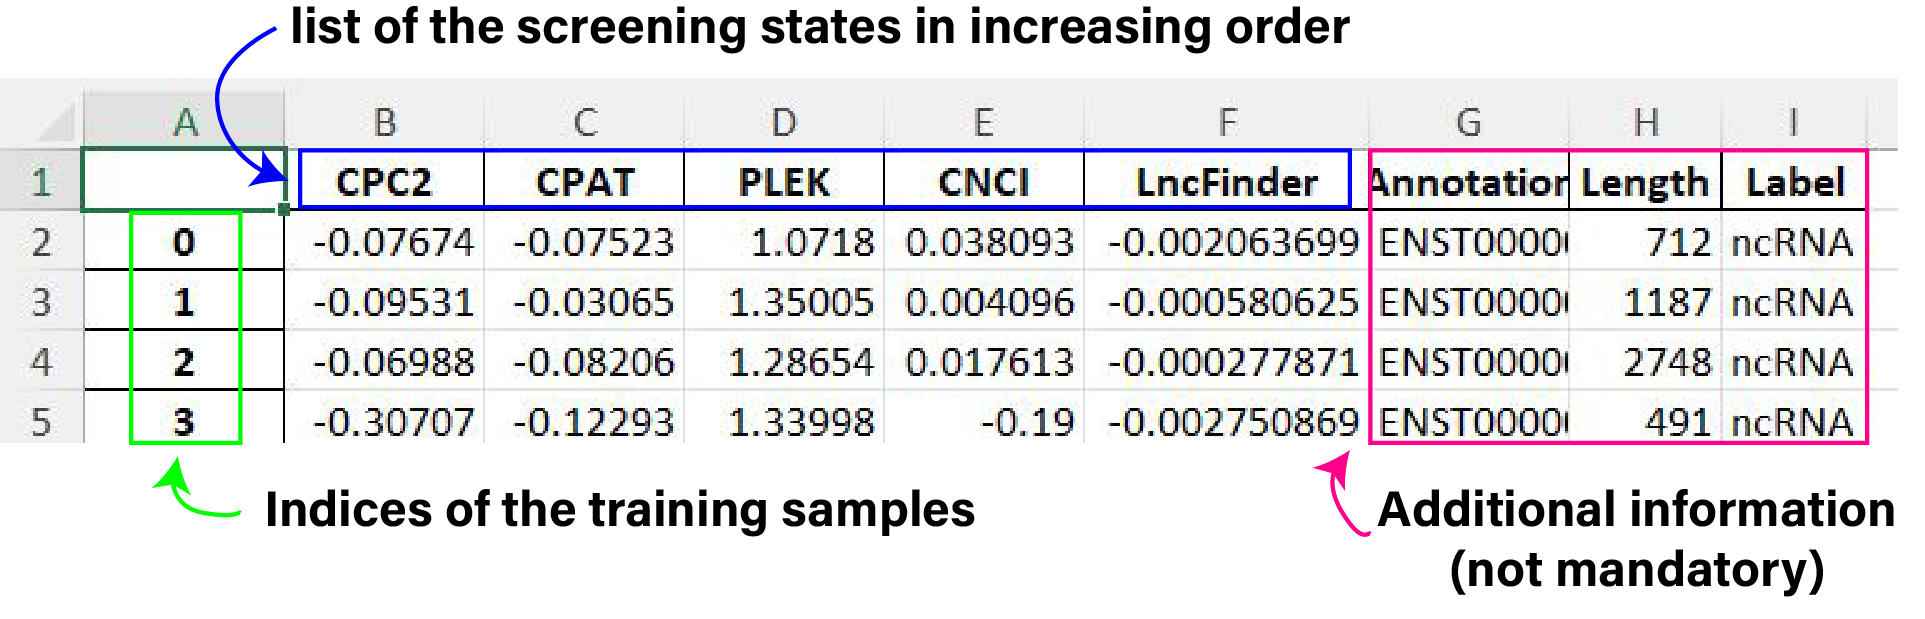 list of the screening states in increasing order
A B C D E F G H I
1 CPC2 CPAT PLEK CNCI LncFinder Annotation Length Label
2 0 -0.07674 -0.07523 1.0718 0.038093 -0.002063699 ENST0000 712 ncRNA
3 1 -0.09531 -0.03065 1.35005 0.004096 -0.000580625 ENST0000 1187 ncRNA
4 2 -0.06988 -0.08206 1.28654 0.017613 -0.000277871 ENST0000 2748 ncRNA
5 3 -0.30707 -0.12293 1.33998 -0.19 -0.002750869 ENST0000 491 ncRNA
Indices of the training samples
Additional information
(not mandatory)